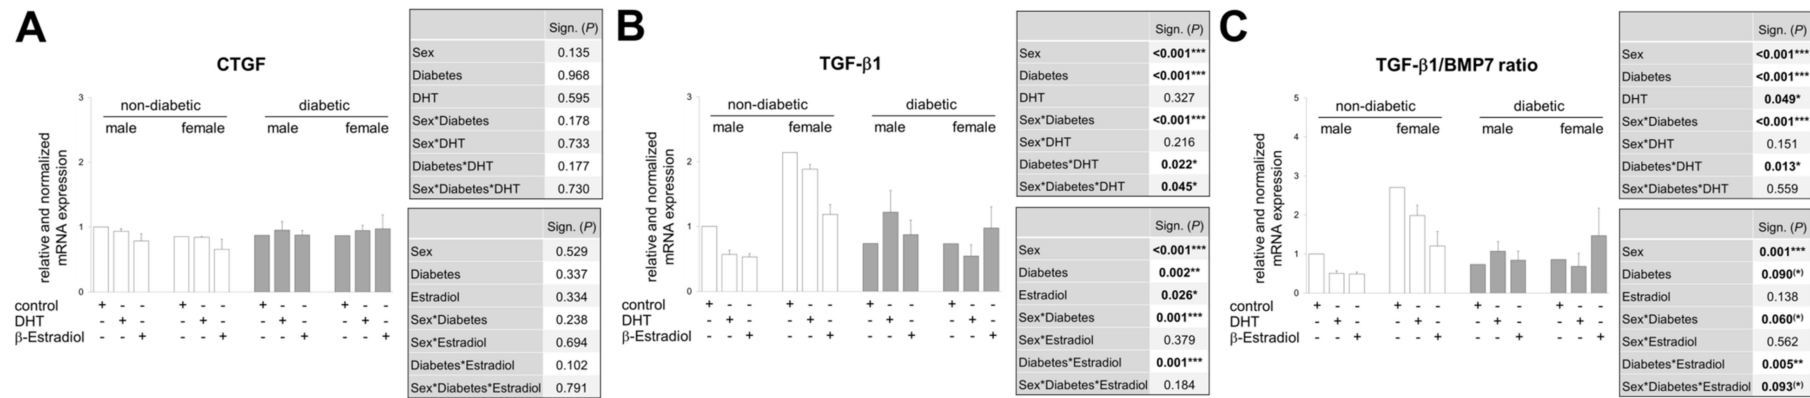 A
CTGF
relative and normalized
mRNA expression
3
2
1
0
non-diabetic diabetic
male female male female
control + - - + - - + - - + - -
DHT - + - - + - - + - - + -
β-Estradiol - - + - - + - - + - - +
Sign. (P)
Sex 0.135
Diabetes 0.968
DHT 0.595
Sex*Diabetes 0.178
Sex*DHT 0.733
Diabetes*DHT 0.177
Sex*Diabetes*DHT 0.730
Sign. (P)
Sex 0.529
Diabetes 0.337
Estradiol 0.334
Sex*Diabetes 0.238
Sex*Estradiol 0.694
Diabetes*Estradiol 0.102
Sex*Diabetes*Estradiol 0.791
B
TGF-β1
relative and normalized
mRNA expression
3
2
1
0
non-diabetic diabetic
male female male female
control + - - + - - + - - + - -
DHT - + - - + - - + - - + -
β-Estradiol - - + - - + - - + - - +
Sign. (P)
Sex <0.001***
Diabetes <0.001***
DHT 0.327
Sex*Diabetes <0.001***
Sex*DHT 0.216
Diabetes*DHT 0.022*
Sex*Diabetes*DHT 0.045*
Sign. (P)
Sex <0.001***
Diabetes 0.002**
Estradiol 0.026*
Sex*Diabetes 0.001***
Sex*Estradiol 0.379
Diabetes*Estradiol 0.001***
Sex*Diabetes*Estradiol 0.184
C
TGF-β1/BMP7 ratio
relative and normalized
mRNA expression
5
4
3
2
1
0
non-diabetic diabetic
male female male female
control + - - + - - + - - + - -
DHT - + - - + - - + - - + -
β-Estradiol - - + - - + - - + - - +
Sign. (P)
Sex <0.001***
Diabetes <0.001***
DHT 0.049*
Sex*Diabetes <0.001***
Sex*DHT 0.151
Diabetes*DHT 0.013*
Sex*Diabetes*DHT 0.559
Sign. (P)
Sex 0.001***
Diabetes 0.090(*)
Estradiol 0.138
Sex*Diabetes 0.060(*)
Sex*Estradiol 0.562
Diabetes*Estradiol 0.005**
Sex*Diabetes*Estradiol 0.093(*)